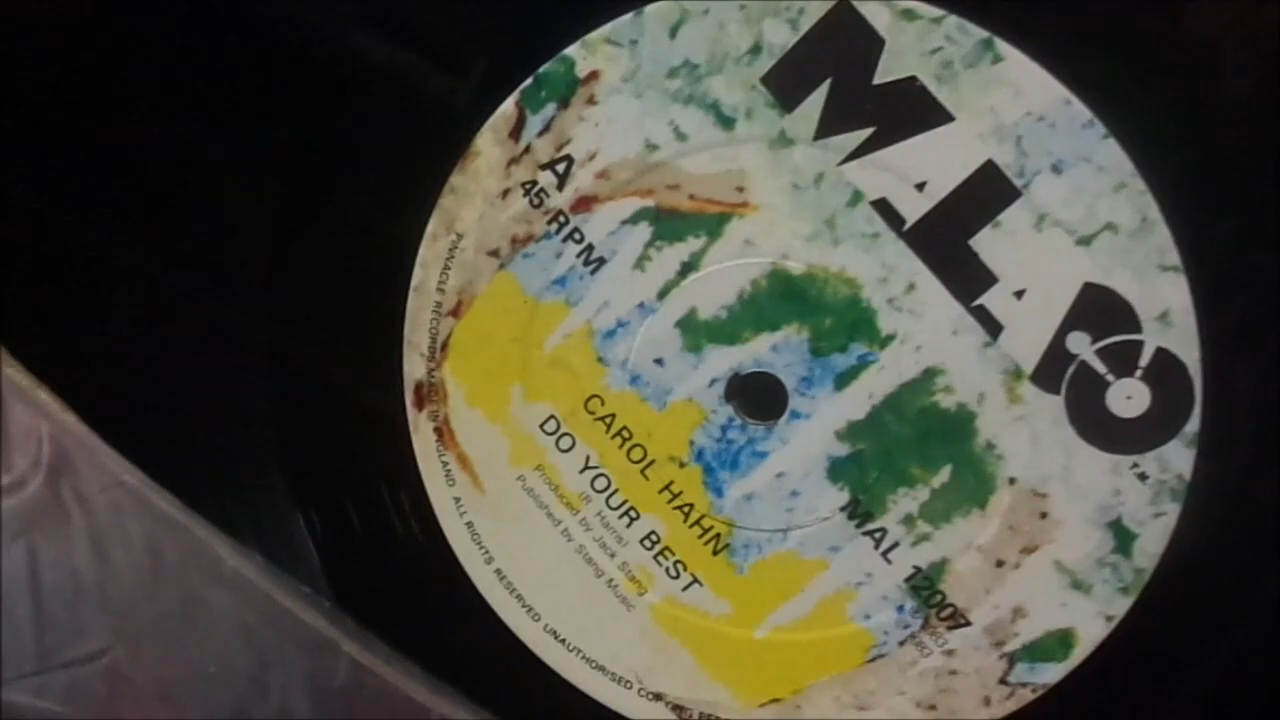 MALACO
T.M.
A
45 RPM
MAL 12007
CAROL HAHN
DO YOUR BEST
(R. Harris)
Produced by Jack Stang
Published by Stang Music
PINNACLE RECORDS MADE IN ENGLAND ALL RIGHTS RESERVED UNAUTHORISED